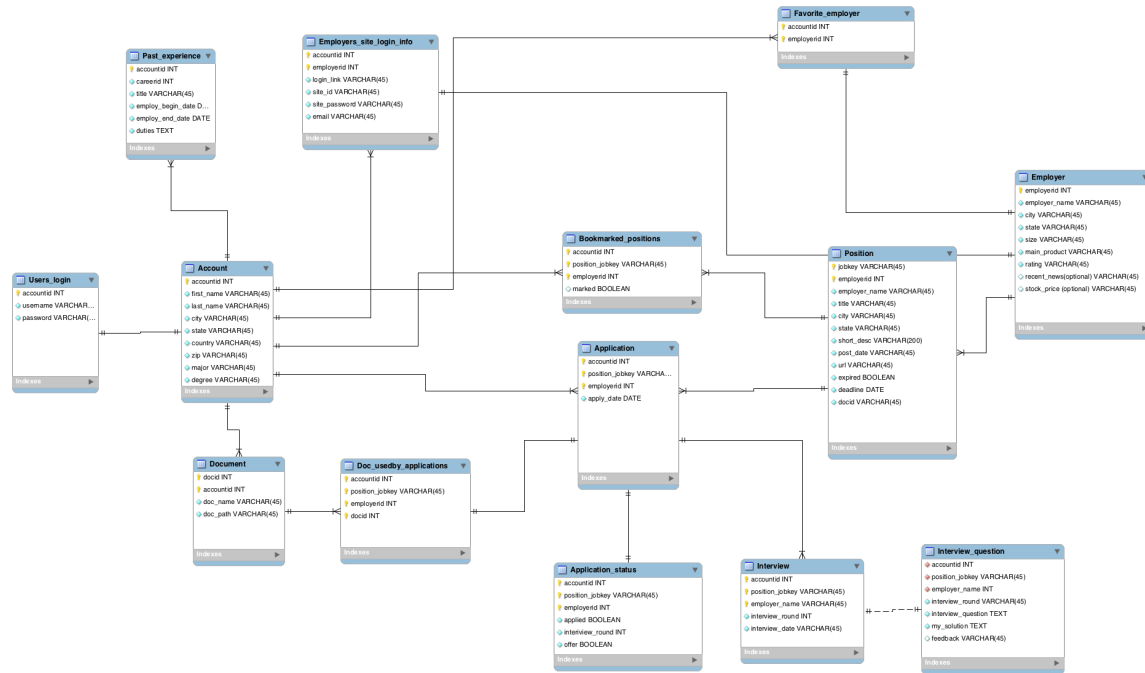 Favorite_employer
accountid INT
employerid INT
Indexes
Employers_site_login_info
accountid INT
employerid INT
login_link VARCHAR(45)
site_id VARCHAR(45)
site_password VARCHAR(45)
email VARCHAR(45)
Indexes
Past_experience
accountid INT
careerid INT
title VARCHAR(45)
employ_begin_date D...
employ_end_date DATE
duties TEXT
Indexes
Employer
employerid INT
employer_name VARCHAR(45)
city VARCHAR(45)
state VARCHAR(45)
size VARCHAR(45)
main_product VARCHAR(45)
rating VARCHAR(45)
recent_news(optional) VARCHAR(45)
stock_price (optional) VARCHAR(45)
Indexes
Bookmarked_positions
accountid INT
position_jobkey VARCHAR(45)
employerid INT
marked BOOLEAN
Indexes
Position
jobkey VARCHAR(45)
employerid INT
employer_name VARCHAR(45)
title VARCHAR(45)
city VARCHAR(45)
state VARCHAR(45)
short_desc VARCHAR(200)
post_date VARCHAR(45)
url VARCHAR(45)
expired BOOLEAN
deadline DATE
docid VARCHAR(45)
Indexes
Account
accountid INT
first_name VARCHAR(45)
last_name VARCHAR(45)
city VARCHAR(45)
state VARCHAR(45)
country VARCHAR(45)
zip VARCHAR(45)
major VARCHAR(45)
degree VARCHAR(45)
Indexes
Users_login
accountid INT
username VARCHAR...
password VARCHAR(...
Indexes
Application
accountid INT
position_jobkey VARCHA...
employerid INT
apply_date DATE
Indexes
Document
docid INT
accountid INT
doc_name VARCHAR(45)
doc_path VARCHAR(45)
Indexes
Doc_usedby_applications
accountid INT
position_jobkey VARCHAR(45)
employerid INT
docid INT
Indexes
Application_status
accountid INT
position_jobkey VARCHAR(45)
employerid INT
applied BOOLEAN
interiview_round INT
offer BOOLEAN
Indexes
Interview
accountid INT
position_jobkey VARCHAR(45)
employer_name VARCHAR(45)
interview_round INT
interview_date VARCHAR(45)
Indexes
Interview_question
accountid INT
position_jobkey VARCHAR(45)
employer_name INT
interview_round VARCHAR(45)
interview_question TEXT
my_solution TEXT
feedback VARCHAR(45)
Indexes